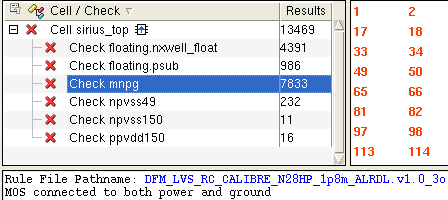 Cell / Check Results
Cell sirius_top 13469
Check floating.nxwell_float 4391
Check floating.psub 986
Check mnpg 7833
Check npvss49 232
Check npvss150 11
Check ppvdd150 16
1 2
17 18
33 34
49 50
65 66
81 82
97 98
113 114
Rule File Pathname: DFM_LVS_RC_CALIBRE_N28HP_1p8m_ALRDL.v1.0_3o
MOS connected to both power and ground